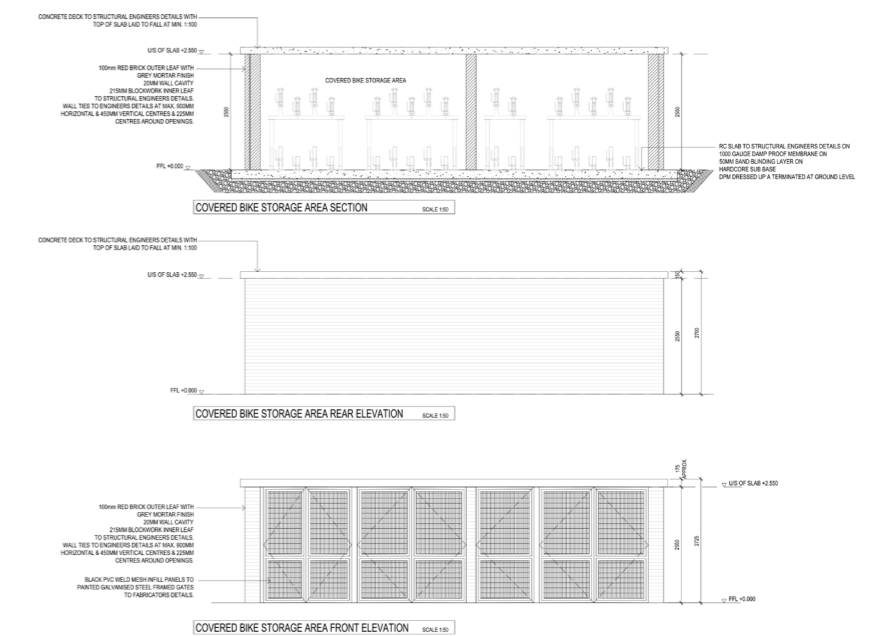 CONCRETE DECK TO STRUCTURAL ENGINEERS DETAILS WITH
TOP OF SLAB LAID TO FALL AT MIN. 1:100
U/S OF SLAB +2.550
100mm RED BRICK OUTER LEAF WITH
GREY MORTAR FINISH
20MM WALL CAVITY
215MM BLOCKWORK INNER LEAF
TO STRUCTURAL ENGINEERS DETAILS.
WALL TIES TO ENGINEERS DETAILS AT MAX. 900MM
HORIZONTAL & 450MM VERTICAL CENTRES & 225MM
CENTRES AROUND OPENINGS.
COVERED BIKE STORAGE AREA
RC SLAB TO STRUCTURAL ENGINEERS DETAILS ON
1000 GAUGE DAMP PROOF MEMBRANE ON
50MM SAND BLINDING LAYER ON
HARDCORE SUB BASE
DPM DRESSED UP A TERMINATED AT GROUND LEVEL
COVERED BIKE STORAGE AREA SECTION
SCALE 1:50
CONCRETE DECK TO STRUCTURAL ENGINEERS DETAILS WITH
TOP OF SLAB LAID TO FALL AT MIN. 1:100
U/S OF SLAB +2.550
150
2700
FFL +0.000
COVERED BIKE STORAGE AREA REAR ELEVATION
SCALE 1:50
175
APPROX
U/S OF SLAB +2.550
100mm RED BRICK OUTER LEAF WITH
GREY MORTAR FINISH
20MM WALL CAVITY
215MM BLOCKWORK INNER LEAF
TO STRUCTURAL ENGINEERS DETAILS.
WALL TIES TO ENGINEERS DETAILS AT MAX. 900MM
HORIZONTAL & 450MM VERTICAL CENTRES & 225MM
CENTRES AROUND OPENINGS.
2725
BLACK PVC WELD MESH INFILL PANELS TO
PAINTED GALVANISED STEEL FRAMED GATES
TO FABRICATORS DETAILS.
FFL +0.000
COVERED BIKE STORAGE AREA FRONT ELEVATION
SCALE 1:50